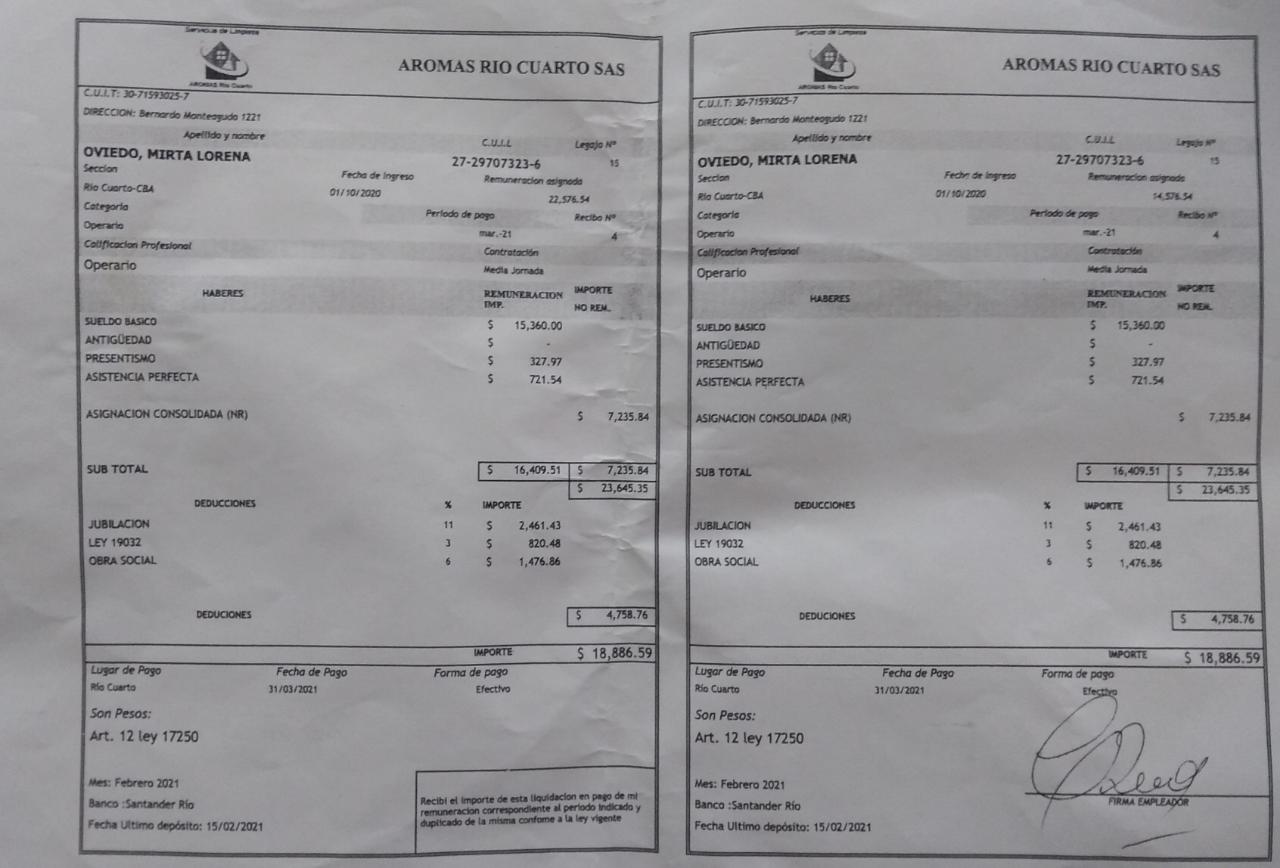 Servicios de Limpieza
AROMAS Rio Cuarto
AROMAS RIO CUARTO SAS
C.U.I.T: 30-71593025-7
DIRECCION: Bernardo Monteagudo 1221
Apellido y nombre C.U.I.L Legajo Nº
OVIEDO, MIRTA LORENA 27-29707323-6 15
Seccion Fecha de Ingreso Remuneracion asignada
Rio Cuarto-CBA 01/10/2020 22,576.54
Categoria Periodo de pago Recibo Nº
Operario mar.-21 4
Calificacion Profesional Contratación
Operario Media Jornada
HABERES REMUNERACION IMPORTE
IMP. NO REM.
SUELDO BASICO $ 15,360.00
ANTIGÜEDAD $ -
PRESENTISMO $ 327.97
ASISTENCIA PERFECTA $ 721.54
ASIGNACION CONSOLIDADA (NR) $ 7,235.84
SUB TOTAL $ 16,409.51 $ 7,235.84
$ 23,645.35
DEDUCCIONES % IMPORTE
JUBILACION 11 $ 2,461.43
LEY 19032 3 $ 820.48
OBRA SOCIAL 6 $ 1,476.86
DEDUCIONES $ 4,758.76
IMPORTE $ 18,886.59
Lugar de Pago Fecha de Pago Forma de pago
Río Cuarto 31/03/2021 Efectivo
Son Pesos:
Art. 12 ley 17250
Mes: Febrero 2021
Banco :Santander Río
Fecha Ultimo depósito: 15/02/2021
Recibí el importe de esta liquidacion en pago de mi
remuneracion correspondiente al periodo indicado y
duplicado de la misma confome a la ley vigente
Servicios de Limpieza
AROMAS Rio Cuarto
AROMAS RIO CUARTO SAS
C.U.I.T: 30-71593025-7
DIRECCION: Bernardo Monteagudo 1221
Apellido y nombre C.U.I.L Legajo Nº
OVIEDO, MIRTA LORENA 27-29707323-6 15
Seccion Fecha de Ingreso Remuneracion asignada
Rio Cuarto-CBA 01/10/2020 14,576.54
Categoria Periodo de pago Recibo Nº
Operario mar.-21 4
Calificacion Profesional Contratación
Operario Media Jornada
HABERES REMUNERACION IMPORTE
IMP. NO REM.
SUELDO BASICO $ 15,360.00
ANTIGÜEDAD $ -
PRESENTISMO $ 327.97
ASISTENCIA PERFECTA $ 721.54
ASIGNACION CONSOLIDADA (NR) $ 7,235.84
SUB TOTAL $ 16,409.51 $ 7,235.84
$ 23,645.35
DEDUCCIONES % IMPORTE
JUBILACION 11 $ 2,461.43
LEY 19032 3 $ 820.48
OBRA SOCIAL 6 $ 1,476.86
DEDUCIONES $ 4,758.76
IMPORTE $ 18,886.59
Lugar de Pago Fecha de Pago Forma de pago
Río Cuarto 31/03/2021 Efectivo
Son Pesos:
Art. 12 ley 17250
Mes: Febrero 2021
Banco :Santander Río
FIRMA EMPLEADOR
Fecha Ultimo depósito: 15/02/2021